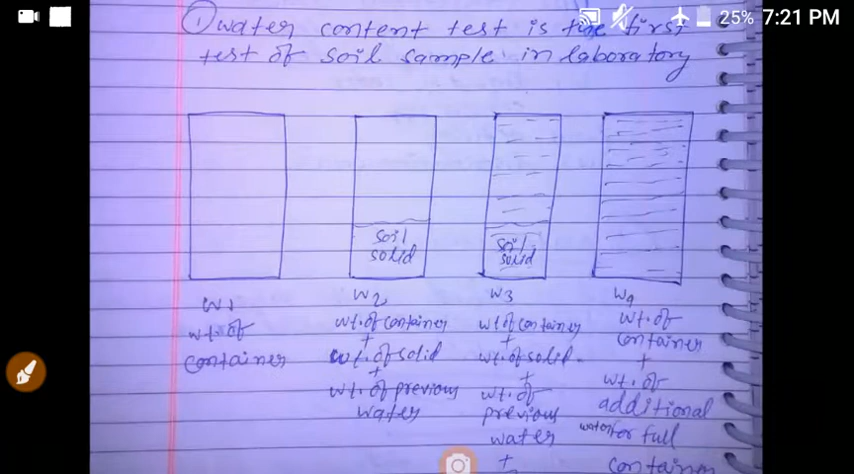 25% 7:21 PM
① water content test is the first
test of soil sample in laboratory
soil
solid
soil
solid
W1
wt. of
container
W2
wt. of container
+
wt. of solid
+
wt. of previous
water
W3
wt of container
+
wt. of solid
+
wt. of
previous
water
+
W4
wt. of
container
+
wt. of
additional
water for full
container